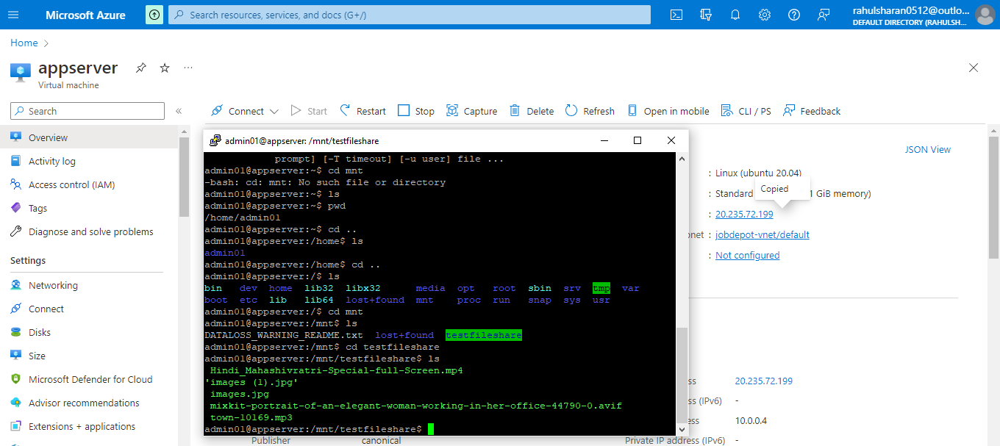 Microsoft Azure
Search resources, services, and docs (G+/)
rahulsharan0512@outlo...
DEFAULT DIRECTORY (RAHULSH...
Home
appserver
Virtual machine
Search
Connect
Start
Restart
Stop
Capture
Delete
Refresh
Open in mobile
CLI / PS
Feedback
Overview
Activity log
Access control (IAM)
Tags
Diagnose and solve problems
Settings
Networking
Connect
Disks
Size
Microsoft Defender for Cloud
Advisor recommendations
Extensions + applications
admin01@appserver: /mnt/testfileshare
prompt] [-T timeout] [-u user] file ...
admin01@appserver:~$ cd mnt
-bash: cd: mnt: No such file or directory
admin01@appserver:~$ ls
admin01@appserver:~$ pwd
/home/admin01
admin01@appserver:~$ cd ..
admin01@appserver:/home$ ls
admin01
admin01@appserver:/home$ cd ..
admin01@appserver:/$ ls
bin dev home lib32 libx32 media opt root sbin srv tmp var
boot etc lib lib64 lost+found mnt proc run snap sys usr
admin01@appserver:/$ cd mnt
admin01@appserver:/mnt$ ls
DATALOSS_WARNING_README.txt lost+found testfileshare
admin01@appserver:/mnt$ cd testfileshare
admin01@appserver:/mnt/testfileshare$ ls
Hindi_Mahashivratri-Special-full-Screen.mp4
'images (1).jpg'
images.jpg
mixkit-portrait-of-an-elegant-woman-working-in-her-office-44790-0.avif
town-10169.mp3
admin01@appserver:/mnt/testfileshare$
JSON View
: Linux (ubuntu 20.04)
Copied
: Standard 1 GiB memory)
: 20.235.72.199
: jobdepot-vnet/default
: Not configured
20.235.72.199
(IPv6) -
10.0.0.4
Publisher canonical
Private IP address (IPv6) -